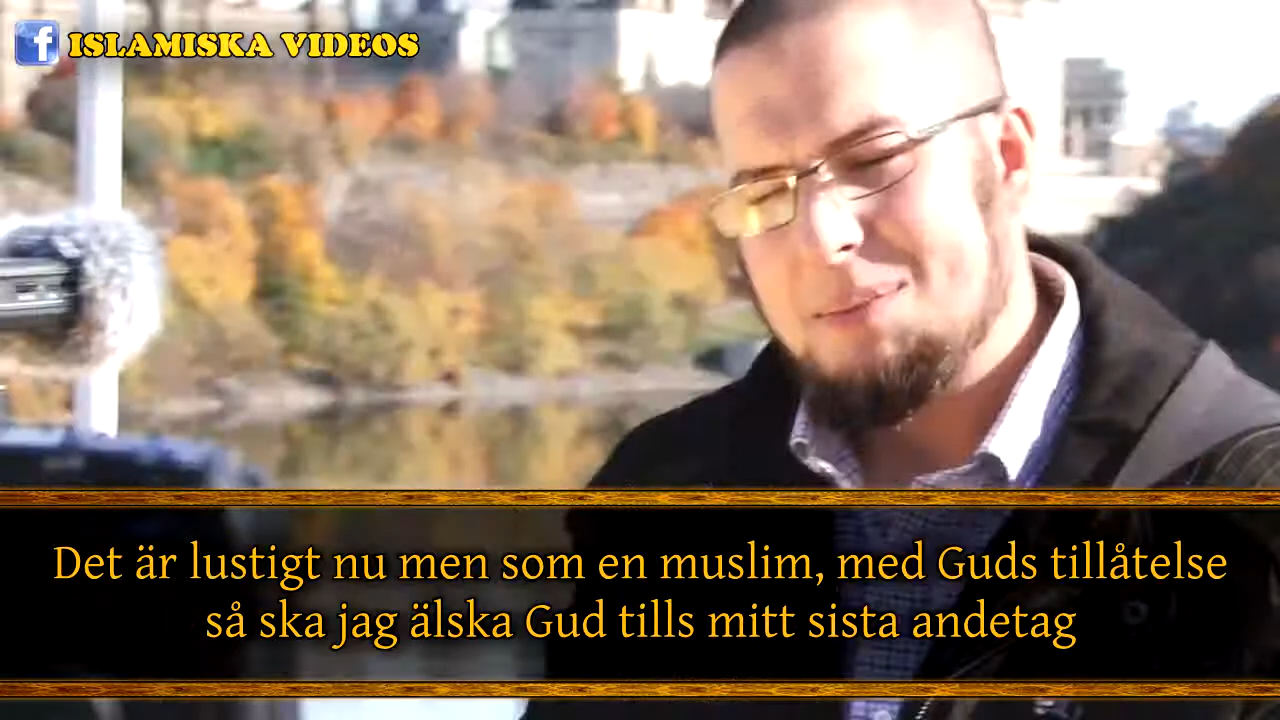 ISLAMISKA VIDEOS
Det är lustigt nu men som en muslim, med Guds tillåtelse
så ska jag älska Gud tills mitt sista andetag